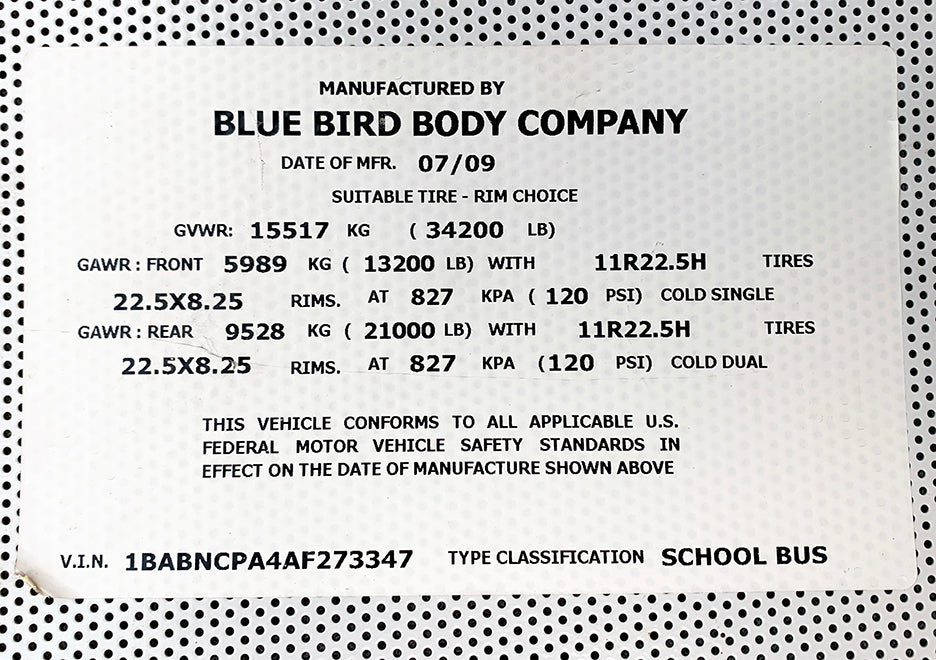 MANUFACTURED BY
BLUE BIRD BODY COMPANY
DATE OF MFR. 07/09
SUITABLE TIRE - RIM CHOICE
GVWR: 15517 KG ( 34200 LB)
GAWR : FRONT 5989 KG ( 13200 LB) WITH 11R22.5H TIRES
22.5X8.25 RIMS. AT 827 KPA ( 120 PSI) COLD SINGLE
GAWR : REAR 9528 KG ( 21000 LB) WITH 11R22.5H TIRES
22.5X8.25 RIMS. AT 827 KPA (120 PSI) COLD DUAL
THIS VEHICLE CONFORMS TO ALL APPLICABLE U.S.
FEDERAL MOTOR VEHICLE SAFETY STANDARDS IN
EFFECT ON THE DATE OF MANUFACTURE SHOWN ABOVE
V.I.N. 1BABNCPA4AF273347 TYPE CLASSIFICATION SCHOOL BUS